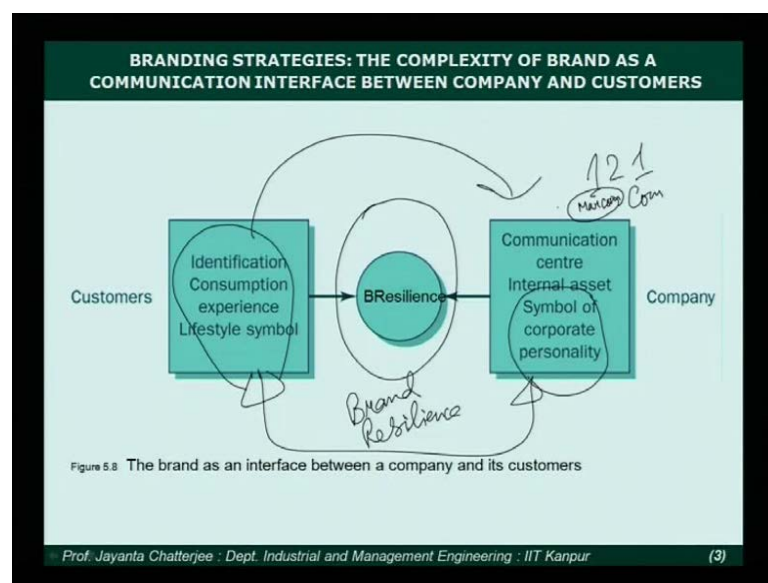 BRANDING STRATEGIES: THE COMPLEXITY OF BRAND AS A
COMMUNICATION INTERFACE BETWEEN COMPANY AND CUSTOMERS
121
Marcom Com
Customers
Identification
Consumption
experience
Lifestyle symbol
BResilience
Communication
centre
Internal asset
Symbol of
corporate
personality
Company
Brand
Resilience
Figure 5.8 The brand as an interface between a company and its customers
Prof. Jayanta Chatterjee : Dept. Industrial and Management Engineering : IIT Kanpur (3)